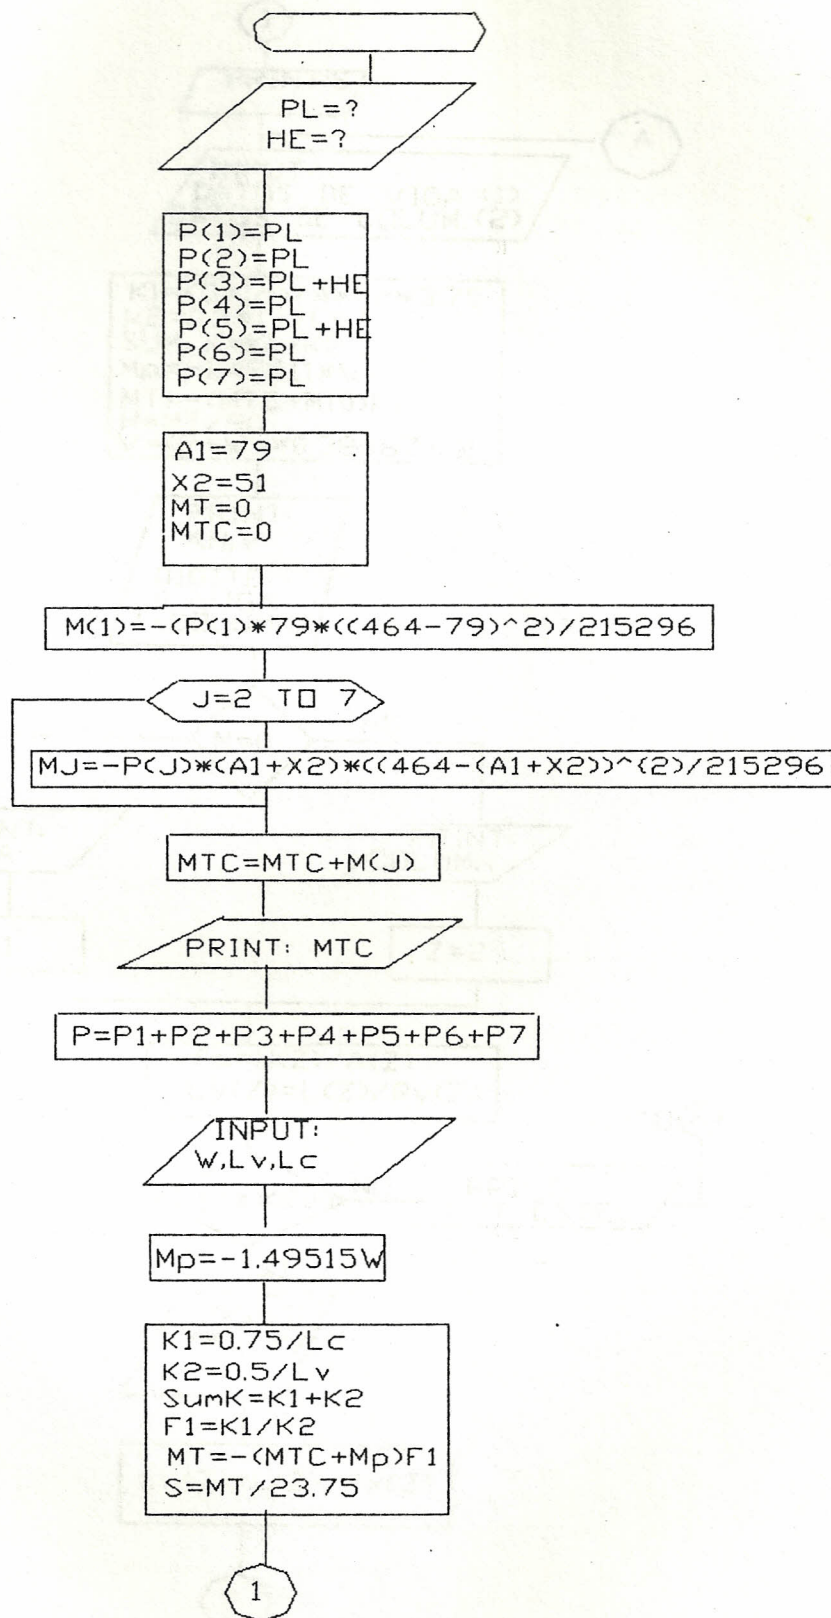 PL=?
HE=?
P(1)=PL
P(2)=PL
P(3)=PL+HE
P(4)=PL
P(5)=PL+HE
P(6)=PL
P(7)=PL
A1=79
X2=51
MT=0
MTC=0
M(1)=-(P(1)*79*((464-79)^2)/215296
J=2 TO 7
MJ=-P(J)*(A1+X2)*((464-(A1+X2))^(2)/215296
MTC=MTC+M(J)
PRINT: MTC
P=P1+P2+P3+P4+P5+P6+P7
INPUT:
W,Lv,Lc
Mp=-1.49515W
K1=0.75/Lc
K2=0.5/Lv
SumK=K1+K2
F1=K1/K2
MT=-(MTC+Mp)F1
S=MT/23.75
1